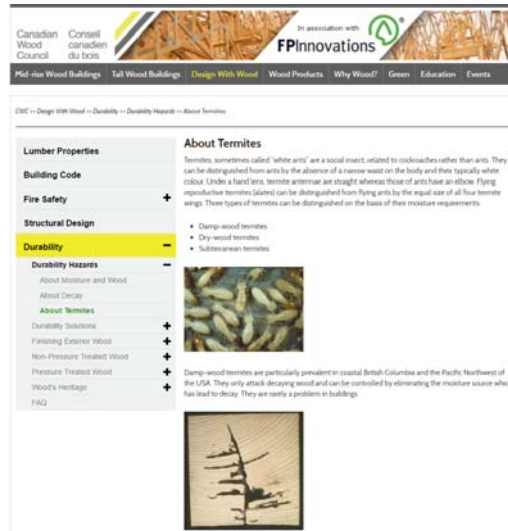 Canadian Conseil
Wood canadien
Council du bois
In association with
FPInnovations
Mid-rise Wood Buildings Tall Wood Buildings Design With Wood Wood Products Why Wood? Green Education Events
CWC ›› Design With Wood ›› Durability ›› Durability Hazards ›› About Termites
Lumber Properties
Building Code
Fire Safety +
Structural Design
Durability −
Durability Hazards −
About Moisture and Wood
About Decay
About Termites
Durability Solutions +
Finishing Exterior Wood +
Non-Pressure Treated Wood +
Pressure Treated Wood +
Wood's Heritage +
FAQ
About Termites
Termites, sometimes called 'white ants' are a social insect, related to cockroaches rather than ants. They
can be distinguished from ants by the absence of a narrow waist on the body and their typically white
colour. Under a hand lens, termite antennae are straight whereas those of ants have an elbow. Flying
reproductive termites (alates) can be distinguished from flying ants by the equal size of all four termite
wings. Three types of termites can be distinguished on the basis of their moisture requirements:
• Damp-wood termites
• Dry-wood termites
• Subterranean termites
Damp-wood termites are particularly prevalent in coastal British Columbia and the Pacific Northwest of
the USA. They only attack decaying wood and can be controlled by eliminating the moisture source whic
has lead to decay. They are rarely a problem in buildings.